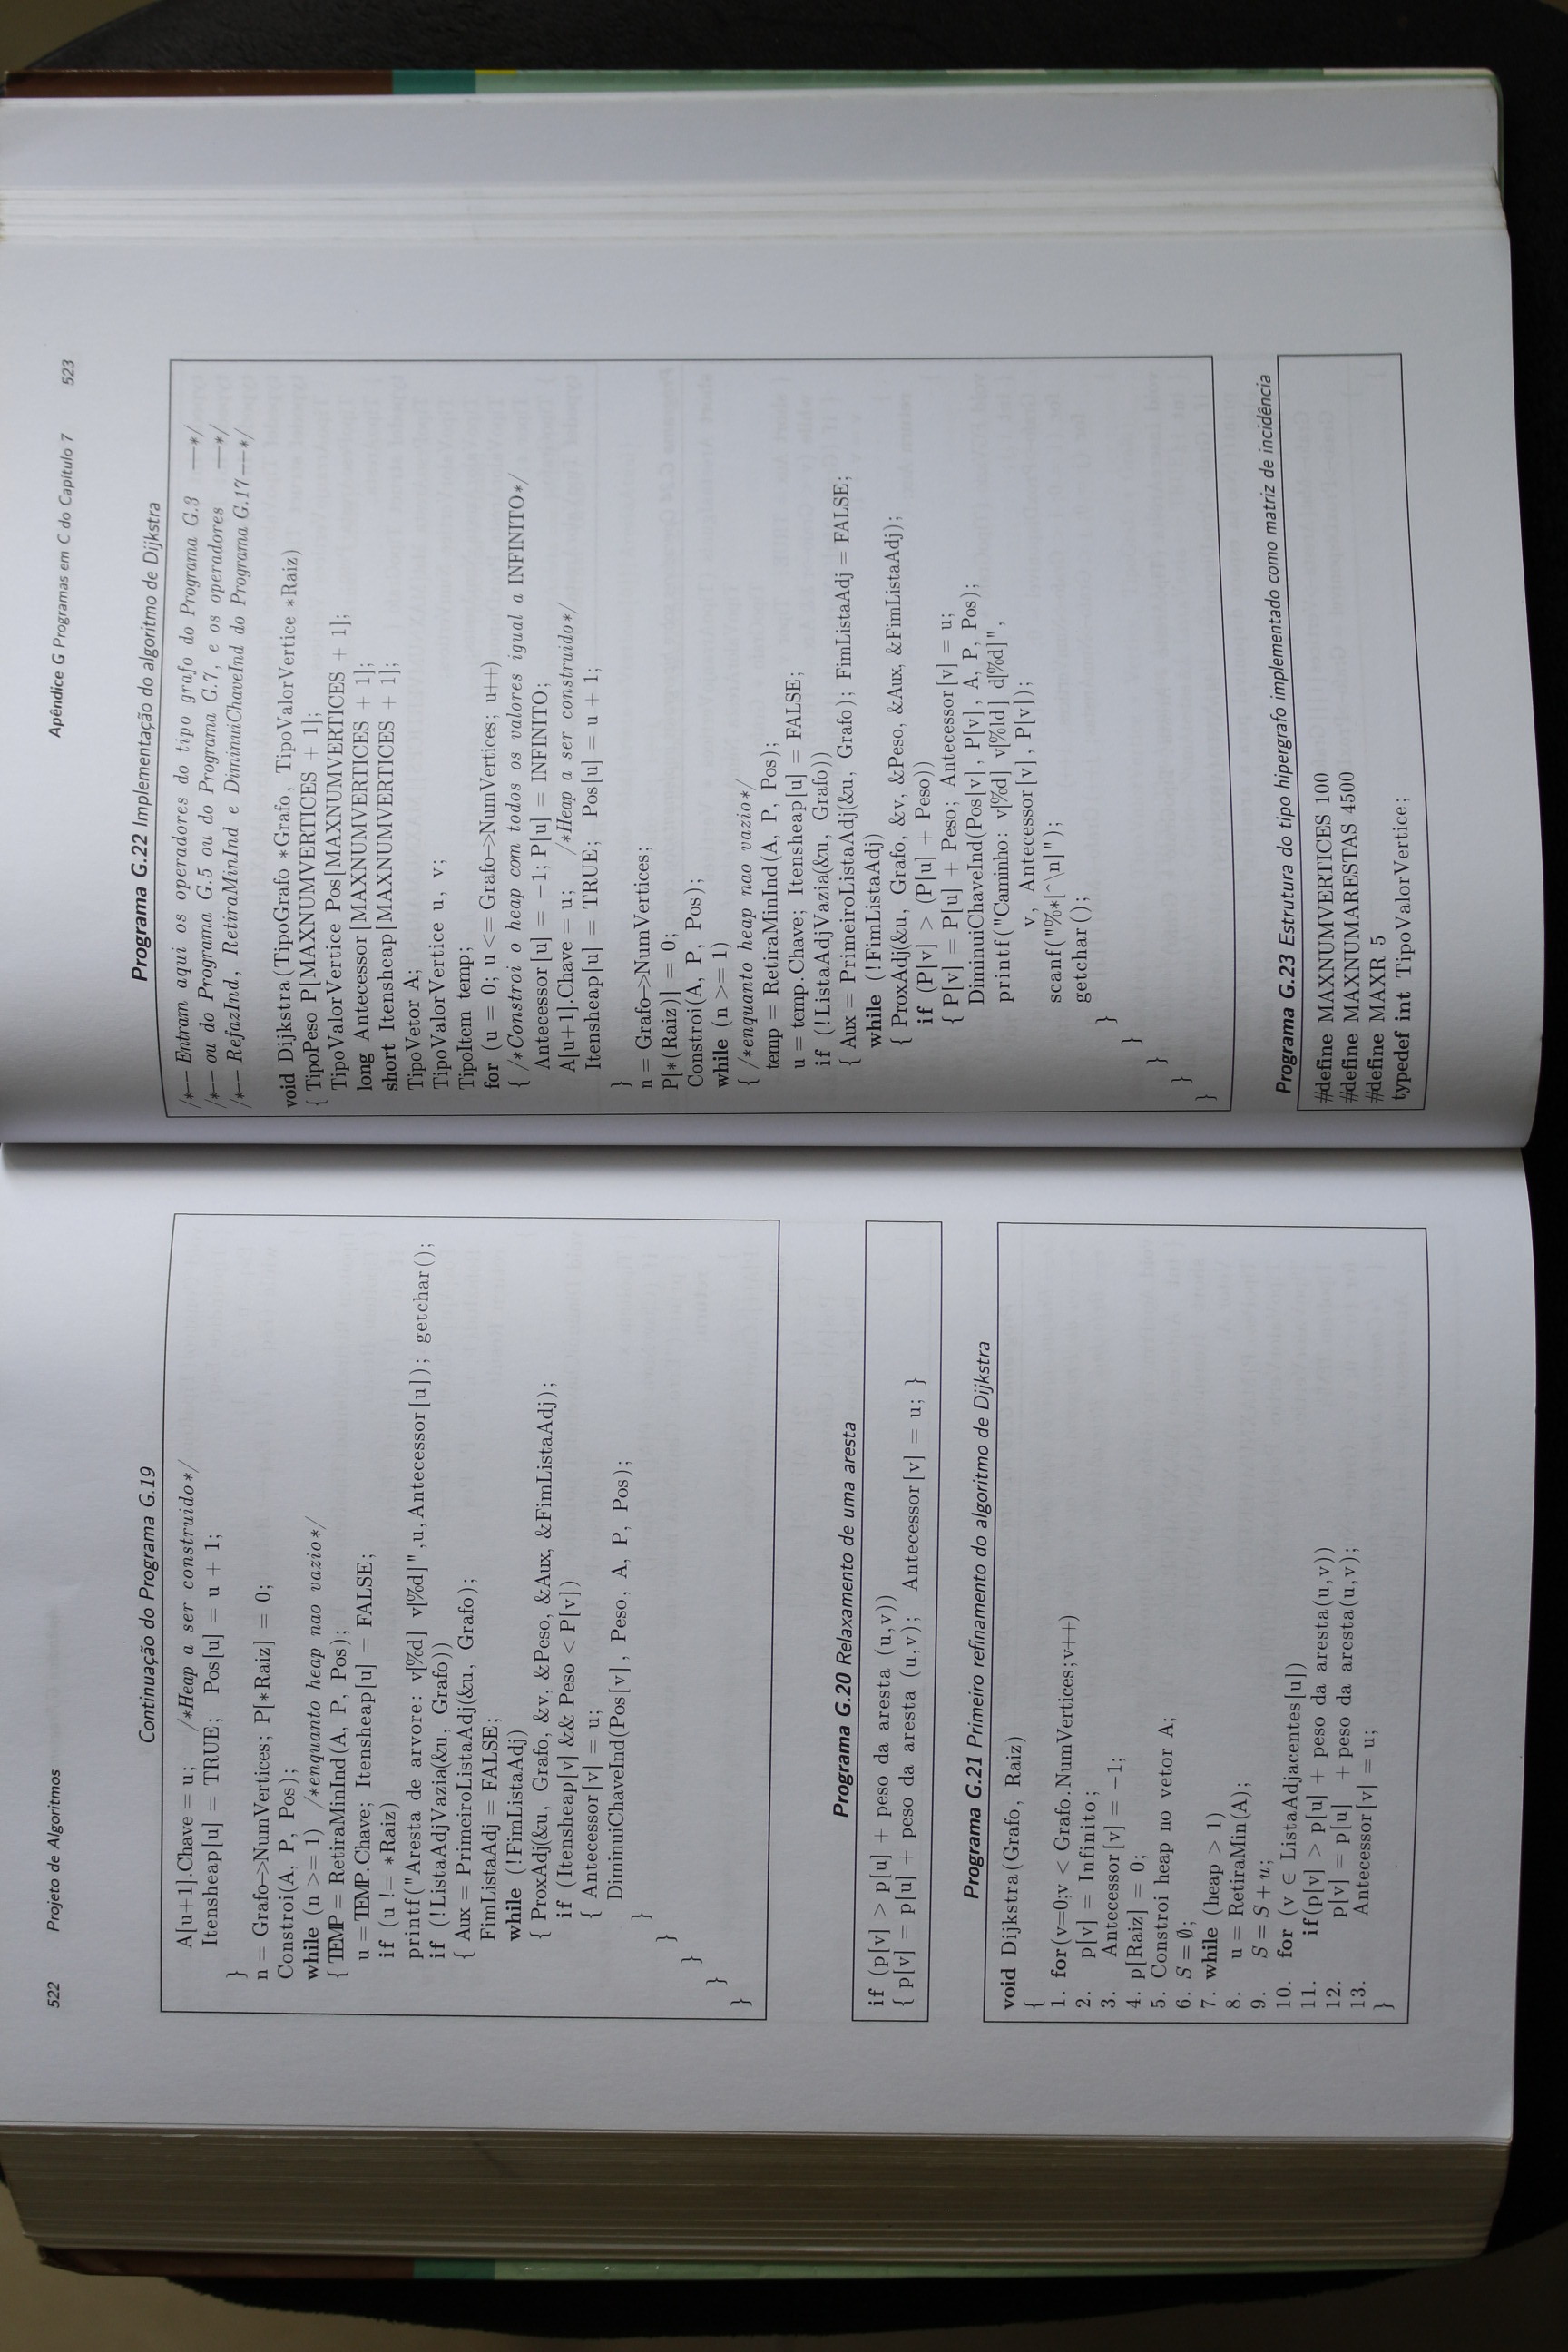 522 Projeto de Algoritmos
Continuação do Programa G.19
A[u+1].Chave = u; /*Heap a ser construido*/
Itensheap[u] = TRUE; Pos[u] = u + 1;
}
n = Grafo->NumVertices; P[*Raiz] = 0;
Constroi(A, P, Pos);
while (n >= 1) /*enquanto heap nao vazio*/
{ TEMP = RetiraMinInd(A, P, Pos);
u = TEMP.Chave; Itensheap[u] = FALSE;
if (u != *Raiz)
printf("Aresta de arvore: v[%d] v[%d]",u,Antecessor[u]); getchar();
if (!ListaAdjVazia(&u, Grafo))
{ Aux = PrimeiroListaAdj(&u, Grafo);
FimListaAdj = FALSE;
while (!FimListaAdj)
{ ProxAdj(&u, Grafo, &v, &Peso, &Aux, &FimListaAdj);
if (Itensheap[v] && Peso < P[v])
{ Antecessor[v] = u;
DiminuiChaveInd(Pos[v], Peso, A, P, Pos);
}
}
}
}
}
Programa G.20 Relaxamento de uma aresta
if (p[v] > p[u] + peso da aresta (u,v))
{ p[v] = p[u] + peso da aresta (u,v); Antecessor[v] = u; }
Programa G.21 Primeiro refinamento do algoritmo de Dijkstra
void Dijkstra(Grafo, Raiz)
{
1. for(v=0;v < Grafo.NumVertices;v++)
2. p[v] = Infinito;
3. Antecessor[v] = −1;
4. p[Raiz] = 0;
5. Constroi heap no vetor A;
6. S = ∅;
7. while (heap > 1)
8. u = RetiraMin(A);
9. S = S + u;
10. for (v ∈ ListaAdjacentes[u])
11. if(p[v] > p[u] + peso da aresta(u,v))
12. p[v] = p[u] + peso da aresta(u,v);
13. Antecessor[v] = u;
}
Apêndice G Programas em C do Capítulo 7 523
Programa G.22 Implementação do algoritmo de Dijkstra
/*— Entram aqui os operadores do tipo grafo do Programa G.3 —*/
/*— ou do Programa G.5 ou do Programa G.7, e os operadores —*/
/*— RefazInd, RetiraMinInd e DiminuiChaveInd do Programa G.17—*/
void Dijkstra(TipoGrafo *Grafo, TipoValorVertice *Raiz)
{ TipoPeso P[MAXNUMVERTICES + 1];
TipoValorVertice Pos[MAXNUMVERTICES + 1];
long Antecessor[MAXNUMVERTICES + 1];
short Itensheap[MAXNUMVERTICES + 1];
TipoVetor A;
TipoValorVertice u, v;
TipoItem temp;
for (u = 0; u <= Grafo->NumVertices; u++)
{ /*Constroi o heap com todos os valores igual a INFINITO*/
Antecessor[u] = −1; P[u] = INFINITO;
A[u+1].Chave = u; /*Heap a ser construido*/
Itensheap[u] = TRUE; Pos[u] = u + 1;
}
n = Grafo->NumVertices;
P[*(Raiz)] = 0;
Constroi(A, P, Pos);
while (n >= 1)
{ /*enquanto heap nao vazio*/
temp = RetiraMinInd(A, P, Pos);
u = temp.Chave; Itensheap[u] = FALSE;
if (!ListaAdjVazia(&u, Grafo))
{ Aux = PrimeiroListaAdj(&u, Grafo); FimListaAdj = FALSE;
while (!FimListaAdj)
{ ProxAdj(&u, Grafo, &v, &Peso, &Aux, &FimListaAdj);
if (P[v] > (P[u] + Peso))
{ P[v] = P[u] + Peso; Antecessor[v] = u;
DiminuiChaveInd(Pos[v], P[v], A, P, Pos);
printf("Caminho: v[%d] v[%ld] d[%d]",
v, Antecessor[v], P[v]);
scanf("%*[^\n]");
getchar();
}
}
}
}
}
Programa G.23 Estrutura do tipo hipergrafo implementado como matriz de incidência
#define MAXNUMVERTICES 100
#define MAXNUMARESTAS 4500
#define MAXR 5
typedef int TipoValorVertice;